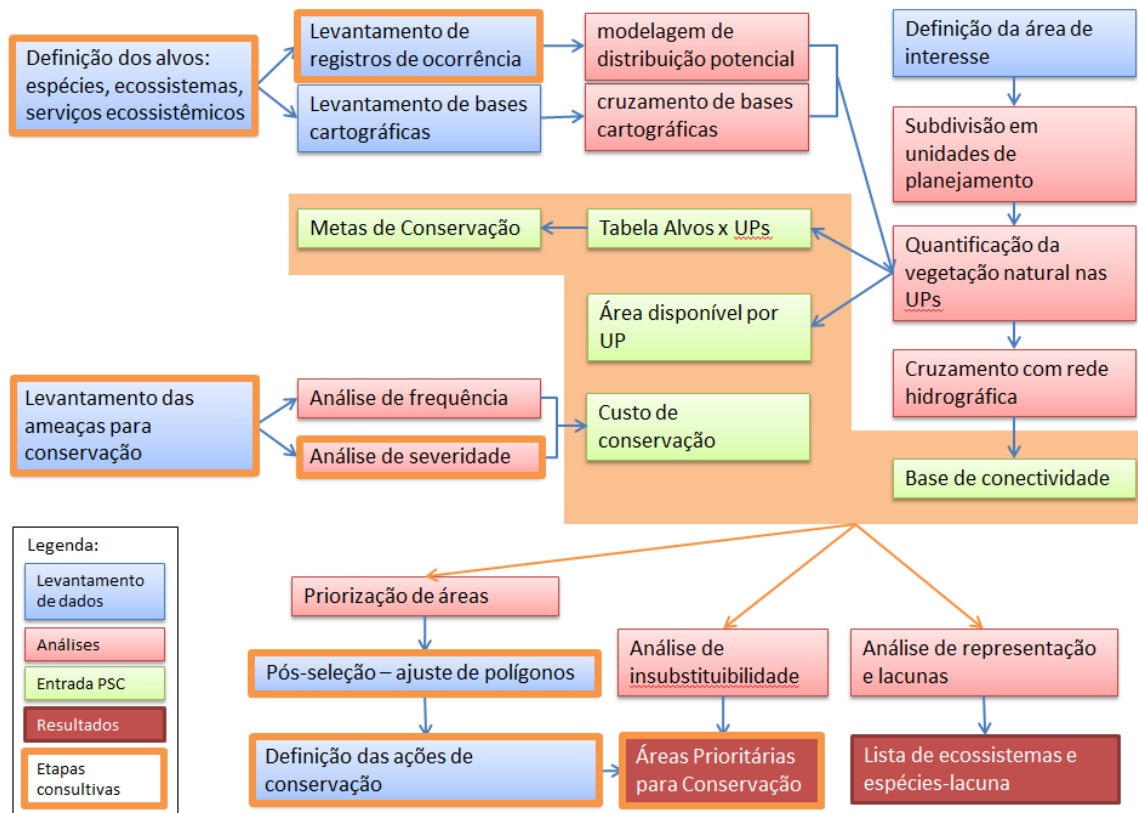 Definição dos alvos:
espécies, ecossistemas,
serviços ecossistêmicos
Levantamento de
registros de ocorrência
modelagem de
distribuição potencial
Levantamento de bases
cartográficas
cruzamento de bases
cartográficas
Definição da área de
interesse
Subdivisão em
unidades de
planejamento
Metas de Conservação
Tabela Alvos x UPs
Quantificação da
vegetação natural nas
UPs
Área disponível por
UP
Cruzamento com rede
hidrográfica
Levantamento das
ameaças para
conservação
Análise de frequência
Análise de severidade
Custo de
conservação
Base de conectividade
Legenda:
Levantamento
de dados
Análises
Entrada PSC
Resultados
Etapas
consultivas
Priorização de áreas
Pós-seleção – ajuste de polígonos
Definição das ações de
conservação
Análise de
insubstituibilidade
Áreas Prioritárias
para Conservação
Análise de representação
e lacunas
Lista de ecossistemas e
espécies-lacuna